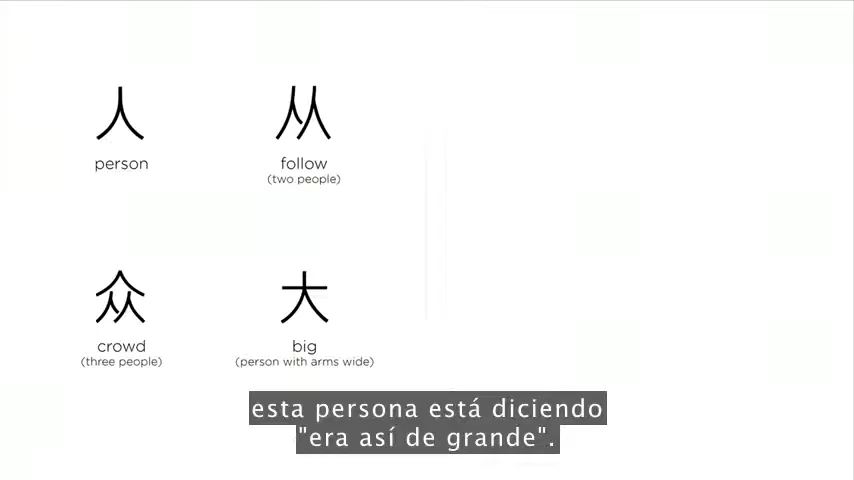 人 从
person follow
(two people)
众 大
crowd big
(three people) (person with arms wide)
esta persona está diciendo
"era así de grande".